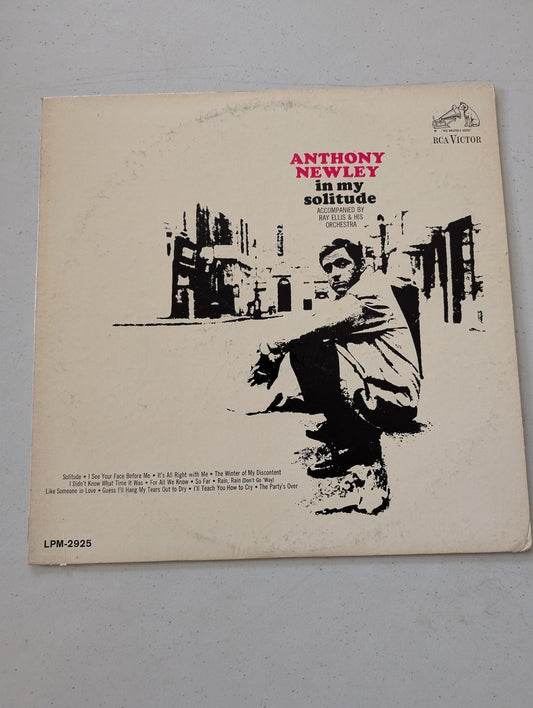 "HIS MASTER'S VOICE"
RCA VICTOR
ANTHONY
NEWLEY
in my
solitude
ACCOMPANIED BY
RAY ELLIS & HIS
ORCHESTRA
Solitude • I See Your Face Before Me • It's All Right with Me • The Winter of My Discontent
I Didn't Know What Time It Was • For All We Know • So Far • Rain, Rain (Don't Go 'Way)
Like Someone in Love • Guess I'll Hang My Tears Out to Dry • I'll Teach You How to Cry • The Party's Over
LPM-2925